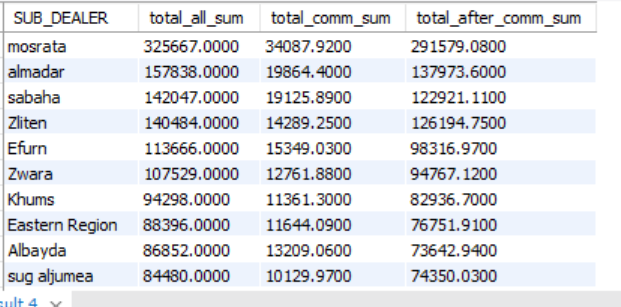 SUB_DEALER total_all_sum total_comm_sum total_after_comm_sum
mosrata 325667.0000 34087.9200 291579.0800
almadar 157838.0000 19864.4000 137973.6000
sabaha 142047.0000 19125.8900 122921.1100
Zliten 140484.0000 14289.2500 126194.7500
Efurn 113666.0000 15349.0300 98316.9700
Zwara 107529.0000 12761.8800 94767.1200
Khums 94298.0000 11361.3000 82936.7000
Eastern Region 88396.0000 11644.0900 76751.9100
Albayda 86852.0000 13209.0600 73642.9400
sug aljumea 84480.0000 10129.9700 74350.0300
sult 4